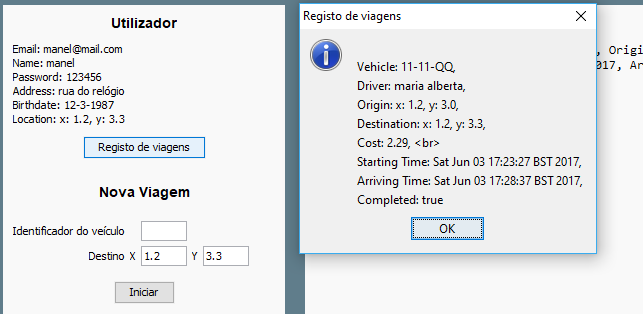 Utilizador
Email: manel@mail.com
Name: manel
Password: 123456
Address: rua do relógio
Birthdate: 12-3-1987
Location: x: 1.2, y: 3.3
Registo de viagens
Nova Viagem
Identificador do veículo
Destino X 1.2 Y 3.3
Iniciar
Registo de viagens
Vehicle: 11-11-QQ,
Driver: maria alberta,
Origin: x: 1.2, y: 3.0,
Destination: x: 1.2, y: 3.3,
Cost: 2.29, <br>
Starting Time: Sat Jun 03 17:23:27 BST 2017,
Arriving Time: Sat Jun 03 17:28:37 BST 2017,
Completed: true
OK
, Origi
017, Ar